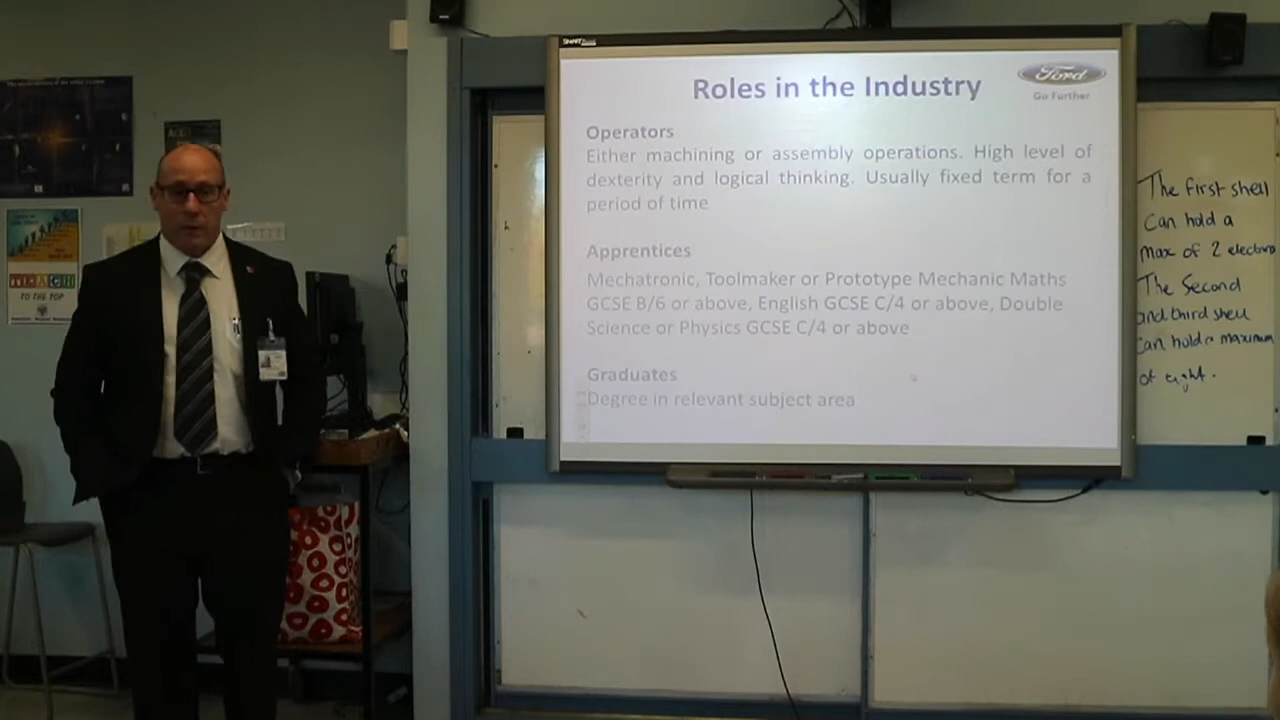 SMART
Roles in the Industry
Ford
Go Further
Operators
Either machining or assembly operations. High level of
dexterity and logical thinking. Usually fixed term for a
period of time
Apprentices
Mechatronic, Toolmaker or Prototype Mechanic Maths
GCSE B/6 or above, English GCSE C/4 or above, Double
Science or Physics GCSE C/4 or above
Graduates
Degree in relevant subject area
The first shell
Can hold a
max of 2 electrons
The Second
and third shell
can hold a maximum
of eight.
TEACH
TO THE TOP